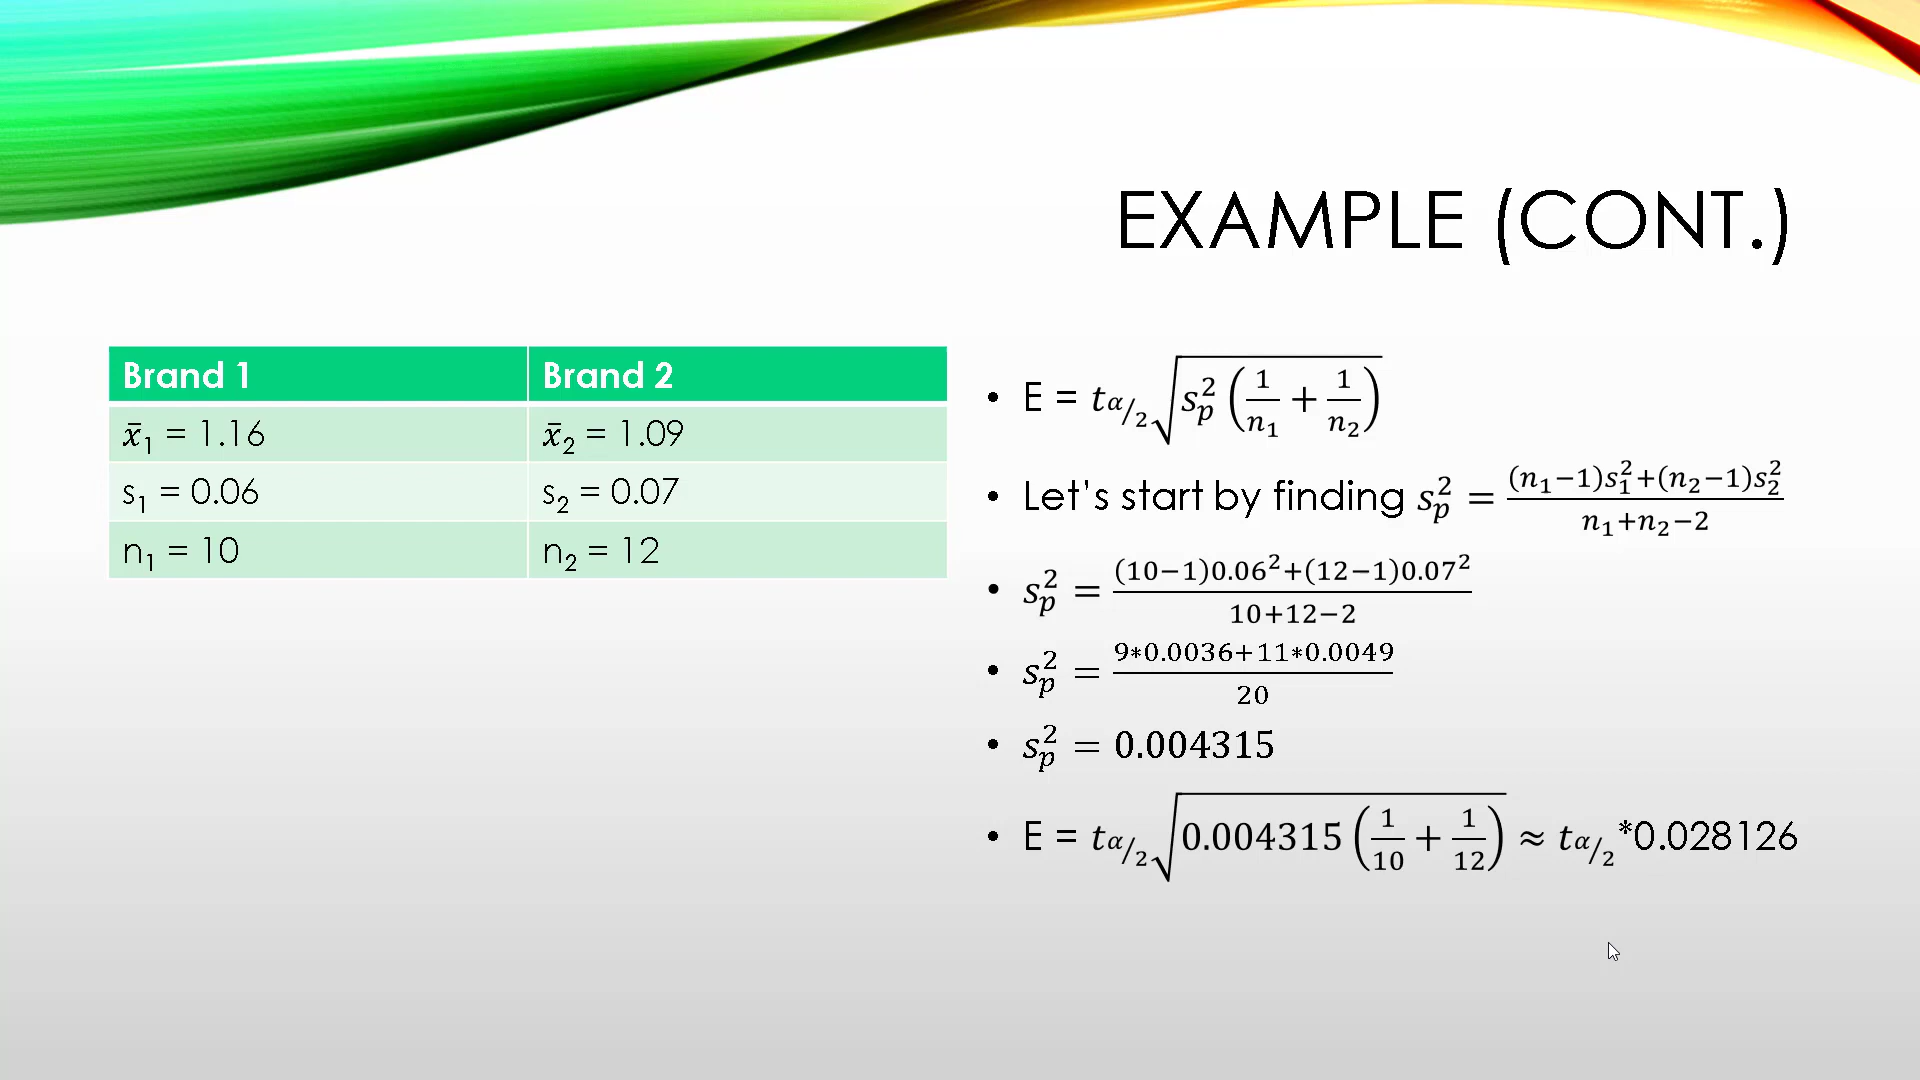 EXAMPLE (CONT.)
Brand 1 Brand 2
x̄₁ = 1.16 x̄₂ = 1.09
s₁ = 0.06 s₂ = 0.07
n₁ = 10 n₂ = 12
• E = t_{α/2} √(s_p² (1/n₁ + 1/n₂))
• Let's start by finding s_p² = ((n₁−1)s₁²+(n₂−1)s₂²)/(n₁+n₂−2)
• s_p² = ((10−1)0.06²+(12−1)0.07²)/(10+12−2)
• s_p² = (9*0.0036+11*0.0049)/20
• s_p² = 0.004315
• E = t_{α/2} √(0.004315 (1/10 + 1/12)) ≈ t_{α/2}*0.028126